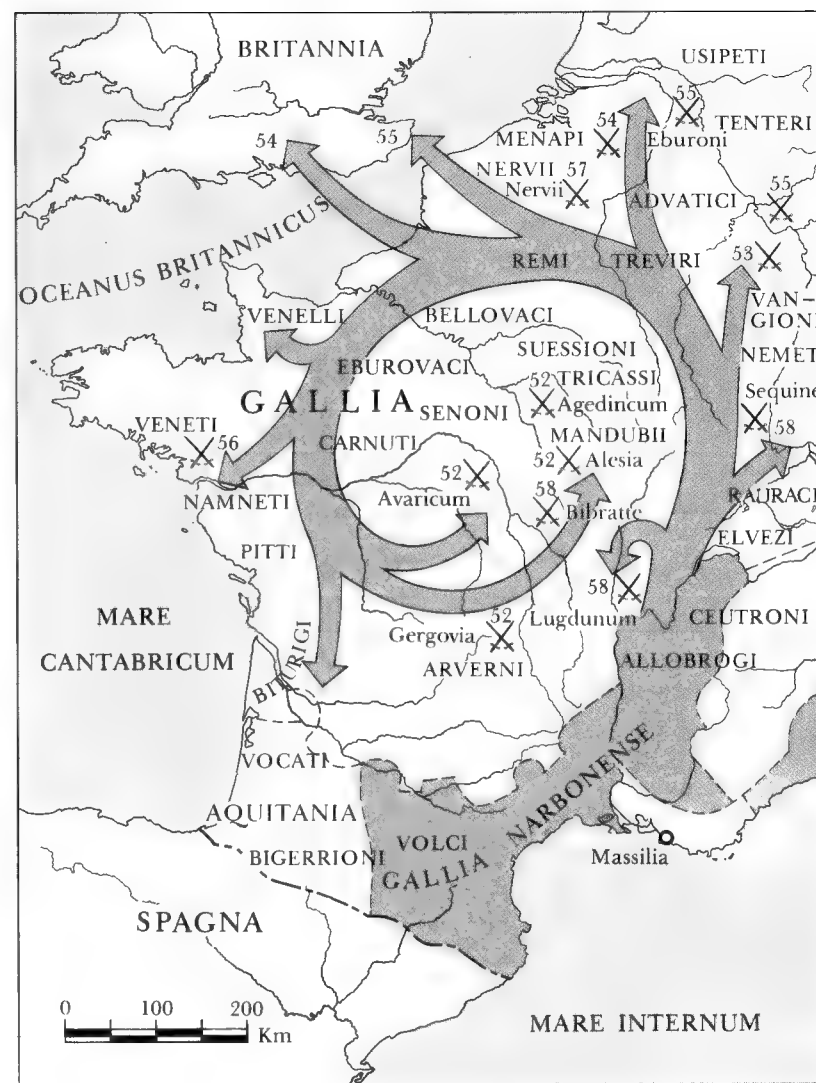 BRITANNIA
USIPETI
55
TENTERI
54
MENAPI
Eburoni
54
55
NERVII
57
Nervii
ADVATICI
55
OCEANUS BRITANNICUS
REMI
TREVIRI
53
VAN-
GIONI
VENELLI
BELLOVACI
SUESSIONI
NEMET
EBUROVACI
52
TRICASSI
Sequine
GALLIA
SENONI
Agedincum
58
VENETI
56
CARNUTI
MANDUBII
52
Alesia
52
Avaricum
NAMNETI
58
Bibratte
RAURACI
ELVEZI
PITTI
58
Lugdunum
CEUTRONI
MARE
CANTABRICUM
52
Gergovia
ARVERNI
ALLOBROGI
BITURIGI
VOCATI
AQUITANIA
BIGERRIONI
VOLCI
GALLIA NARBONENSE
Massilia
SPAGNA
0 100 200
Km
MARE INTERNUM